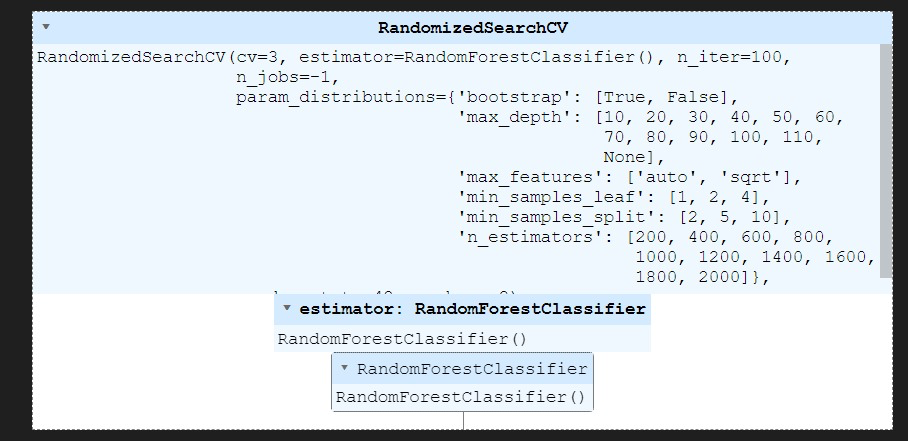 RandomizedSearchCV
RandomizedSearchCV(cv=3, estimator=RandomForestClassifier(), n_iter=100,
n_jobs=-1,
param_distributions={'bootstrap': [True, False],
'max_depth': [10, 20, 30, 40, 50, 60,
70, 80, 90, 100, 110,
None],
'max_features': ['auto', 'sqrt'],
'min_samples_leaf': [1, 2, 4],
'min_samples_split': [2, 5, 10],
'n_estimators': [200, 400, 600, 800,
1000, 1200, 1400, 1600,
1800, 2000]},
estimator: RandomForestClassifier
RandomForestClassifier()
RandomForestClassifier
RandomForestClassifier()